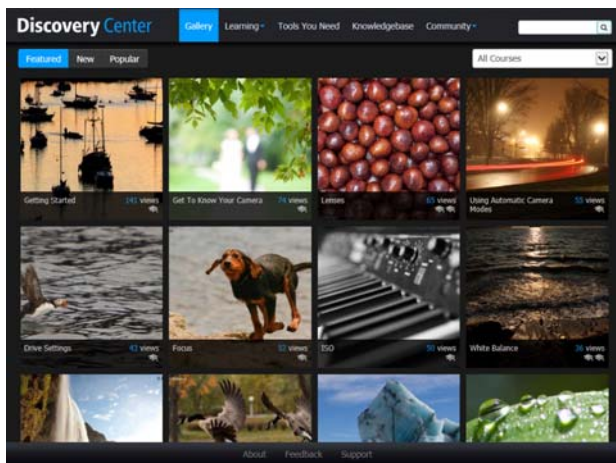 Discovery Center
Gallery Learning Tools You Need Knowledgebase Community
Featured New Popular
All Courses
Getting Started 141 views
Get To Know Your Camera 74 views
Lenses 65 views
Using Automatic Camera 55 views
Modes
Drive Settings 43 views
Focus 52 views
ISO 50 views
White Balance 36 views
About Feedback Support